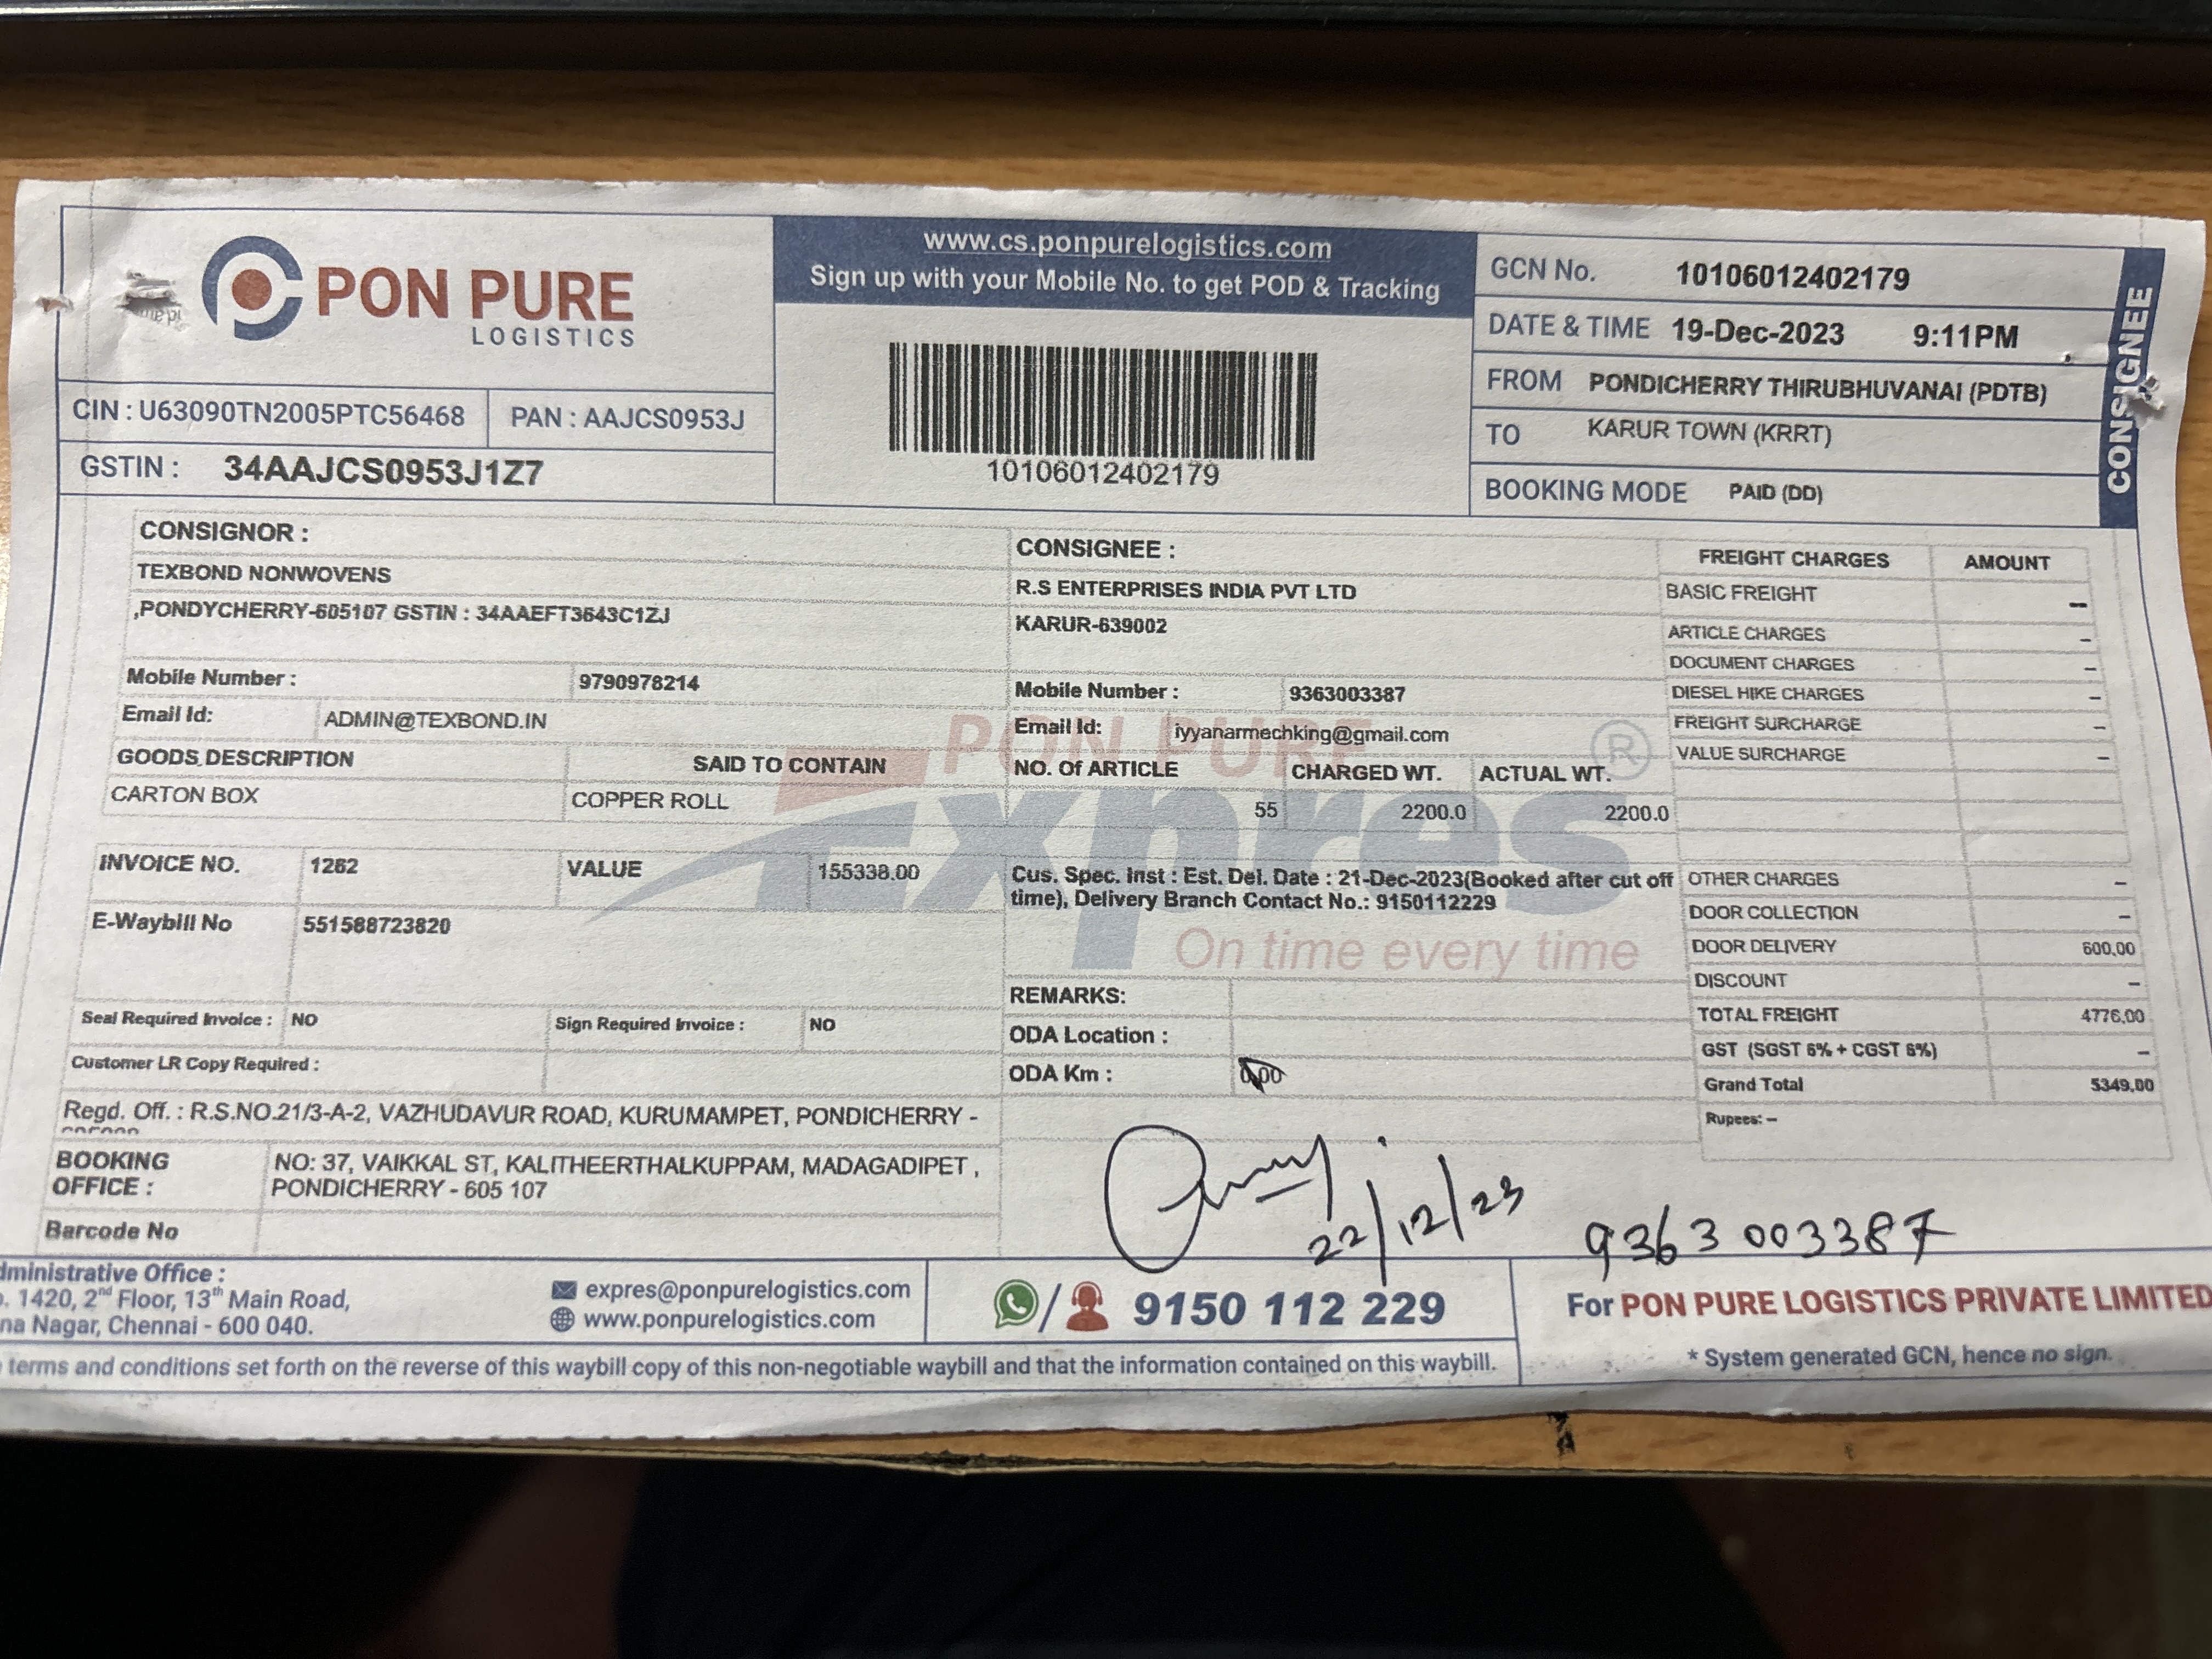 PON PURE
LOGISTICS
www.cs.ponpurelogistics.com
Sign up with your Mobile No. to get POD & Tracking
10106012402179
GCN No. 10106012402179
DATE & TIME 19-Dec-2023 9:11PM
FROM PONDICHERRY THIRUBHUVANAI (PDTB)
TO KARUR TOWN (KRRT)
BOOKING MODE PAID (DD)
CONSIGNEE
CIN : U63090TN2005PTC56468 PAN : AAJCS0953J
GSTIN : 34AAJCS0953J1Z7
CONSIGNOR :
TEXBOND NONWOVENS
,PONDYCHERRY-605107 GSTIN : 34AAEFT3643C1ZJ
Mobile Number : 9790978214
Email Id: ADMIN@TEXBOND.IN
GOODS DESCRIPTION SAID TO CONTAIN
CARTON BOX COPPER ROLL
CONSIGNEE :
R.S ENTERPRISES INDIA PVT LTD
KARUR-639002
Mobile Number : 9363003387
Email Id: iyyanarmechking@gmail.com
NO. Of ARTICLE CHARGED WT. ACTUAL WT.
55 2200.0 2200.0
FREIGHT CHARGES AMOUNT
BASIC FREIGHT --
ARTICLE CHARGES –
DOCUMENT CHARGES –
DIESEL HIKE CHARGES –
FREIGHT SURCHARGE –
VALUE SURCHARGE –
OTHER CHARGES –
DOOR COLLECTION –
DOOR DELIVERY 600.00
DISCOUNT –
TOTAL FREIGHT 4776.00
GST (SGST 6% + CGST 6%) –
Grand Total 5349.00
Rupees: –
PON PURE
Expres ®
On time every time
INVOICE NO. 1262 VALUE 155338.00
E-Waybill No 551588723820
Seal Required Invoice : NO Sign Required Invoice : NO
Customer LR Copy Required :
Cus. Spec. Inst : Est. Del. Date : 21-Dec-2023(Booked after cut off
time), Delivery Branch Contact No.: 9150112229
REMARKS:
ODA Location :
ODA Km : 0.00
Regd. Off. : R.S.NO.21/3-A-2, VAZHUDAVUR ROAD, KURUMAMPET, PONDICHERRY -
BOOKING NO: 37, VAIKKAL ST, KALITHEERTHALKUPPAM, MADAGADIPET ,
OFFICE : PONDICHERRY - 605 107
Barcode No
22/12/23
9363 003387
dministrative Office :
. 1420, 2nd Floor, 13th Main Road,
na Nagar, Chennai - 600 040.
expres@ponpurelogistics.com
www.ponpurelogistics.com
9150 112 229
For PON PURE LOGISTICS PRIVATE LIMITED
* System generated GCN, hence no sign.
terms and conditions set forth on the reverse of this waybill copy of this non-negotiable waybill and that the information contained on this waybill.